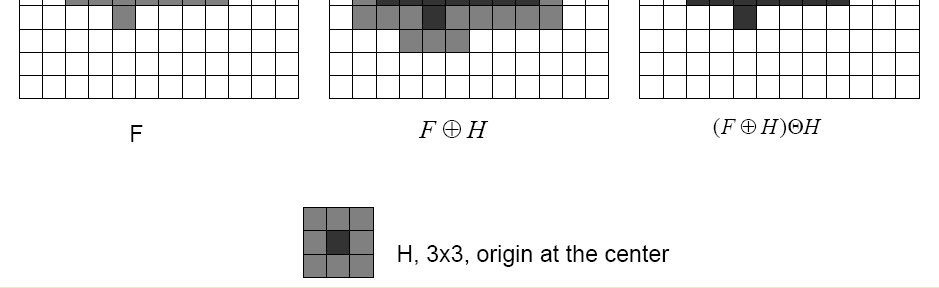 F
F ⊕ H
(F ⊕ H)ΘH
H, 3x3, origin at the center